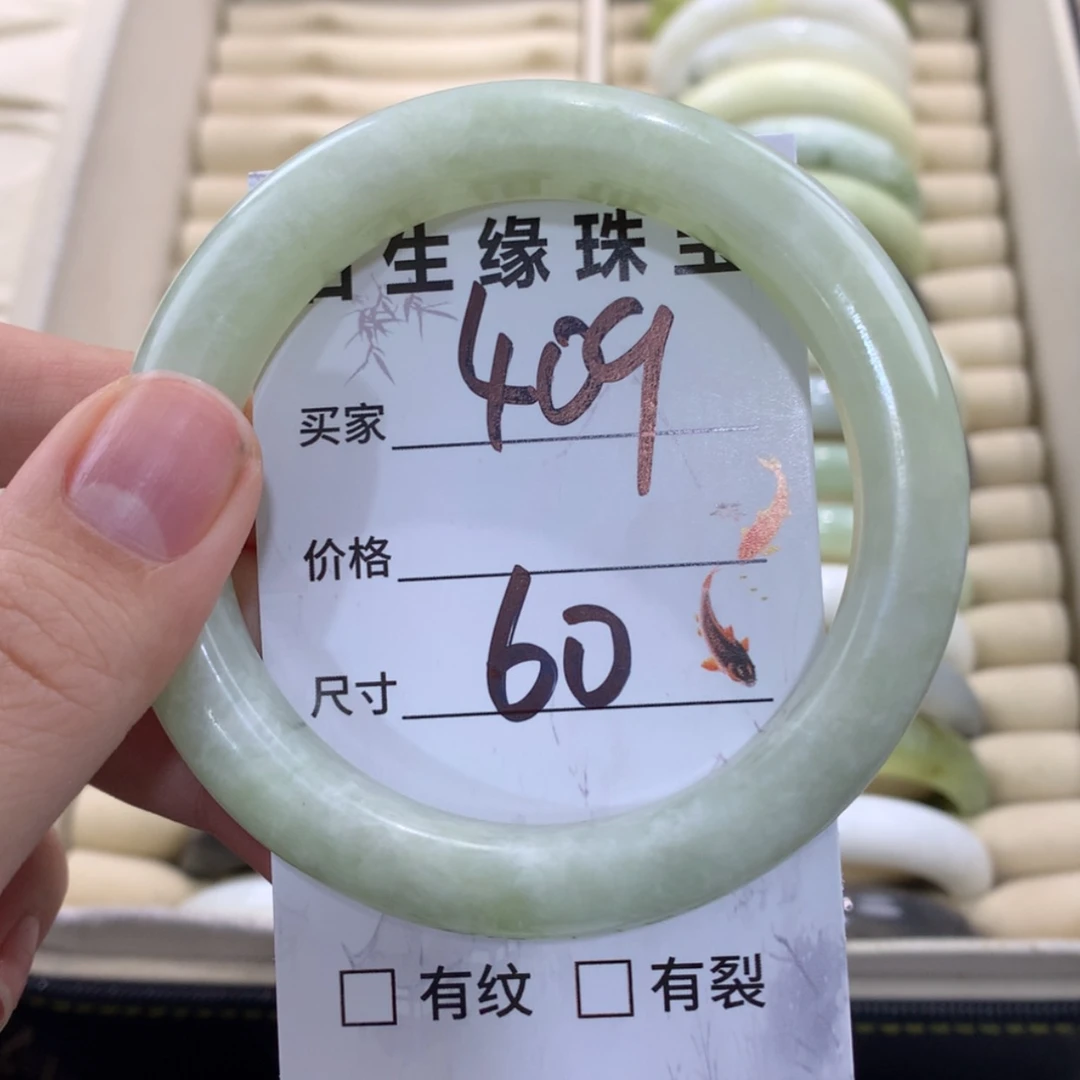 生缘珠宝
买家 409
价格
尺寸 60
□ 有纹 □ 有裂